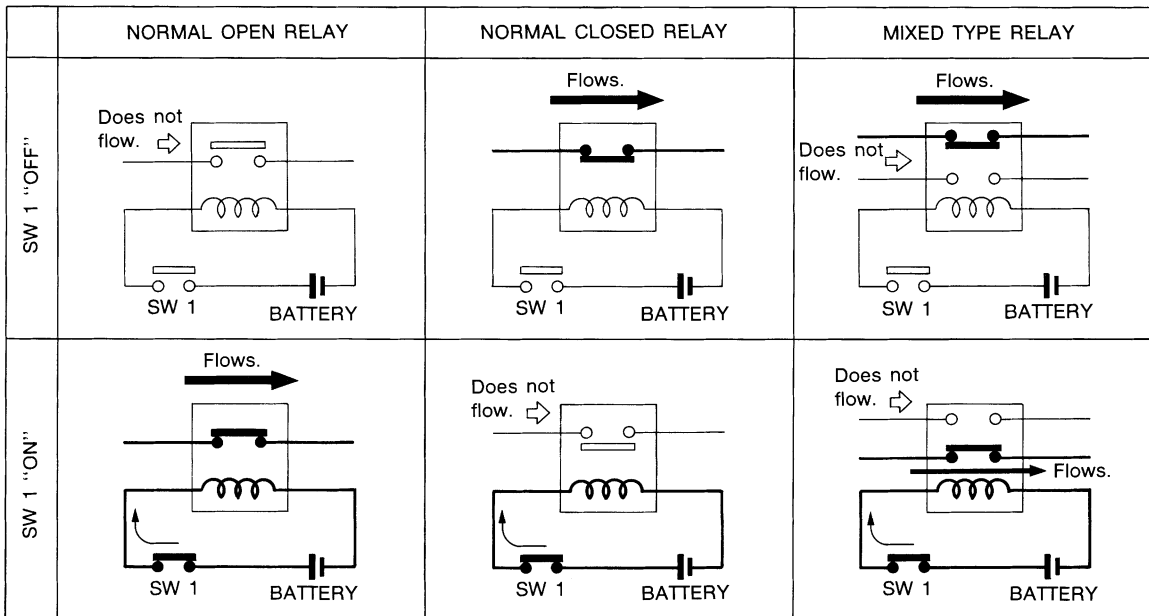 NORMAL OPEN RELAY
NORMAL CLOSED RELAY
MIXED TYPE RELAY
SW 1 "OFF"
Does not
flow.
SW 1
BATTERY
Flows.
SW 1
BATTERY
Flows.
Does not
flow.
SW 1
BATTERY
SW 1 "ON"
Flows.
SW 1
BATTERY
Does not
flow.
SW 1
BATTERY
Does not
flow.
Flows.
SW 1
BATTERY